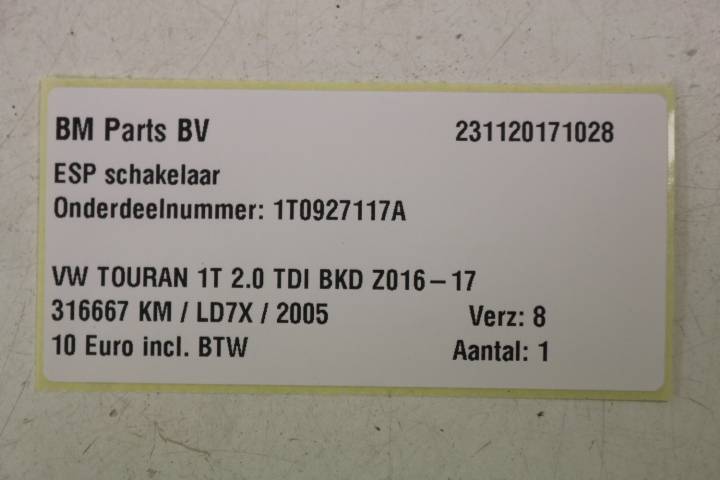 BM Parts BV 231120171028
ESP schakelaar
Onderdeelnummer: 1T0927117A
VW TOURAN 1T 2.0 TDI BKD Z016-17
316667 KM / LD7X / 2005 Verz: 8
10 Euro incl. BTW Aantal: 1